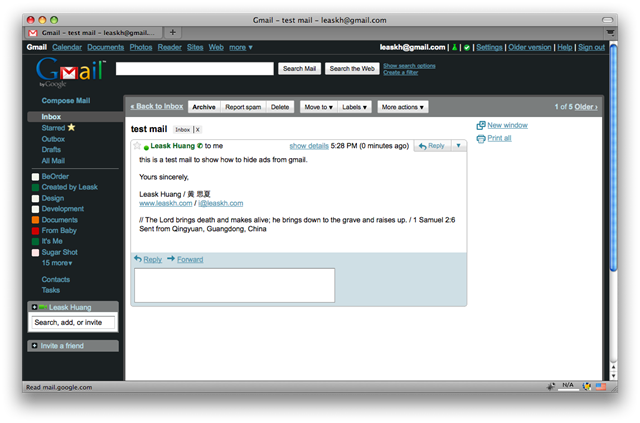 Gmail - test mail - leaskh@gmail.com
Gmail - test mail - leaskh@gmail....
Gmail Calendar Documents Photos Reader Sites Web more ▼
leaskh@gmail.com | | | Settings | Older version | Help | Sign out
Gmail™
by Google
Search Mail
Search the Web
Show search options
Create a filter
Compose Mail
Inbox
Starred
Outbox
Drafts
All Mail
BeOrder
Created by Leask
Design
Development
Documents
From Baby
It's Me
Sugar Shot
15 more▼
Contacts
Tasks
Leask Huang
Search, add, or invite
Invite a friend
« Back to Inbox
Archive
Report spam
Delete
Move to ▼
Labels ▼
More actions ▼
1 of 5 Older ›
test mail
Inbox | X
Leask Huang to me
show details 5:28 PM (0 minutes ago)
Reply
this is a test mail to show how to hide ads from gmail.
Yours sincerely,
Leask Huang / 黄 思夏
www.leaskh.com / i@leaskh.com
// The Lord brings death and makes alive; he brings down to the grave and raises up. / 1 Samuel 2:6
Sent from Qingyuan, Guangdong, China
Reply
Forward
New window
Print all
Read mail.google.com
N/A